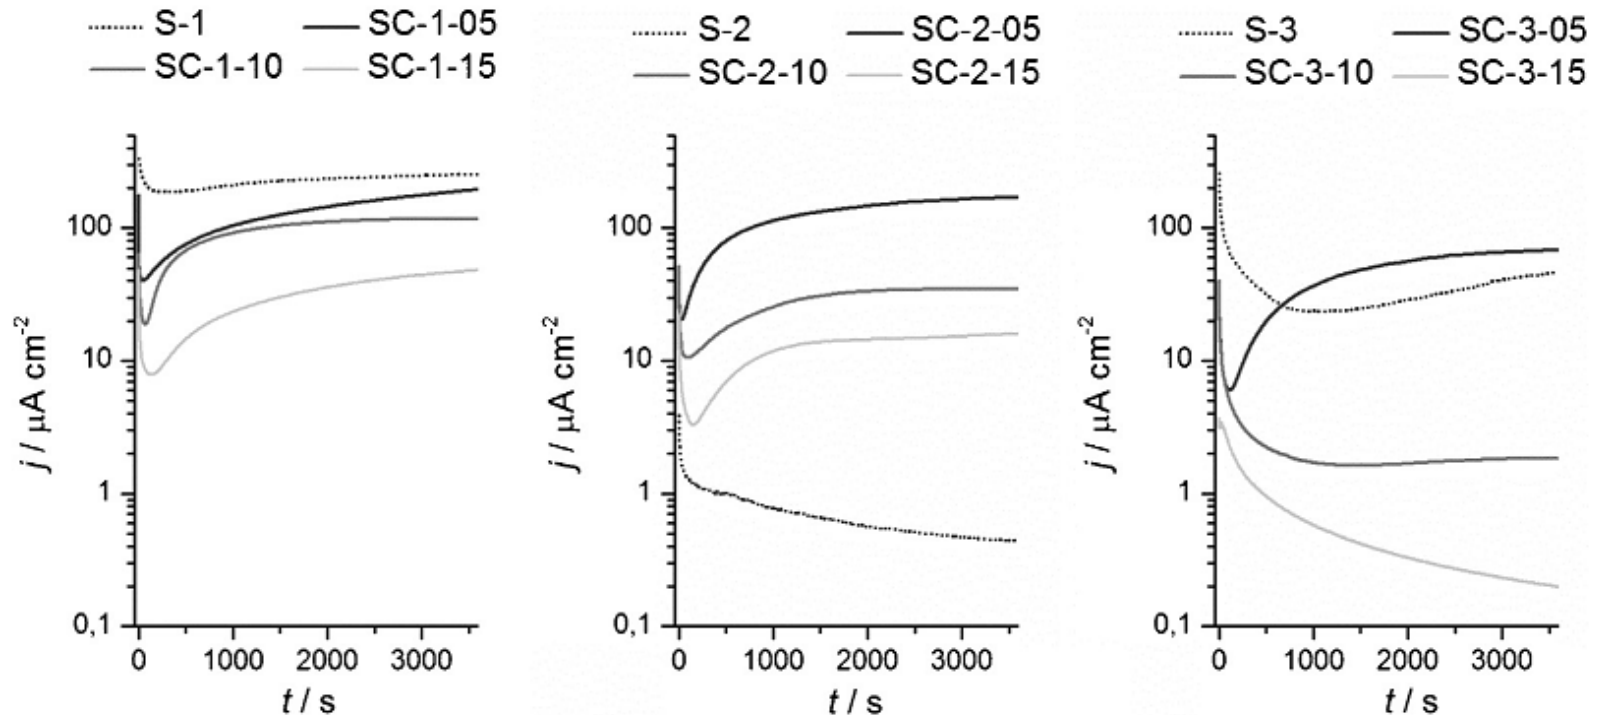 S-1 SC-1-05
SC-1-10 SC-1-15
100
10
1
0,1
j / μA cm-2
0 1000 2000 3000
t / s
S-2 SC-2-05
SC-2-10 SC-2-15
100
10
1
0,1
j / μA cm-2
0 1000 2000 3000
t / s
S-3 SC-3-05
SC-3-10 SC-3-15
100
10
1
0,1
j / μA cm-2
0 1000 2000 3000
t / s